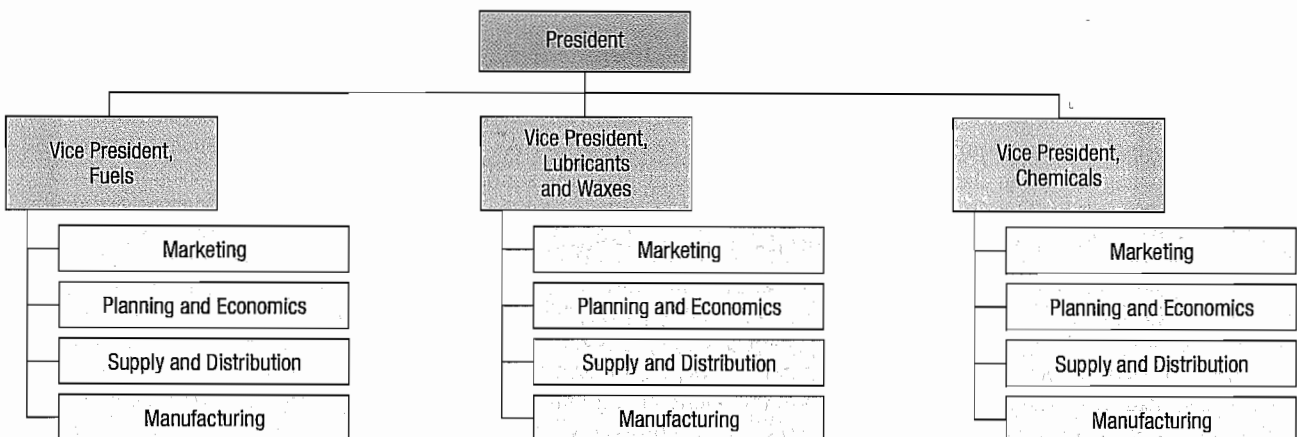 President
Vice President,
Fuels
Vice President,
Lubricants
and Waxes
Vice President,
Chemicals
Marketing
Planning and Economics
Supply and Distribution
Manufacturing
Marketing
Planning and Economics
Supply and Distribution
Manufacturing
Marketing
Planning and Economics
Supply and Distribution
Manufacturing